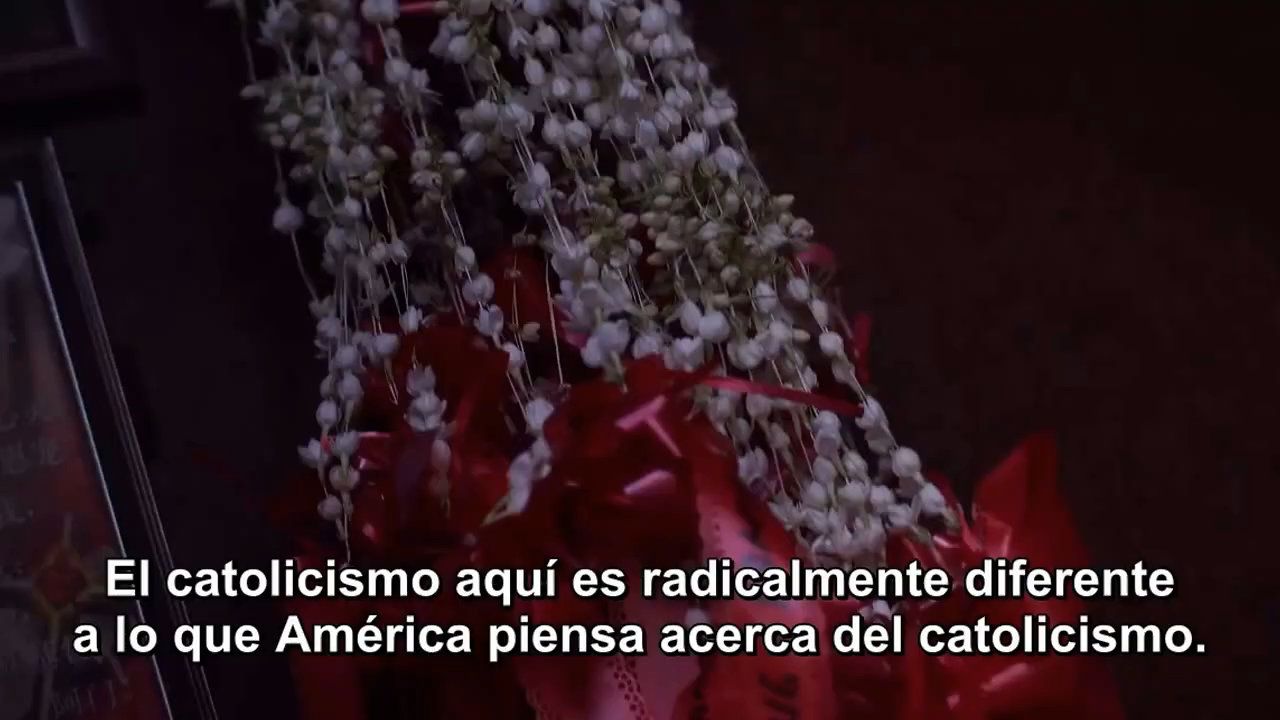 El catolicismo aquí es radicalmente diferente
a lo que América piensa acerca del catolicismo.